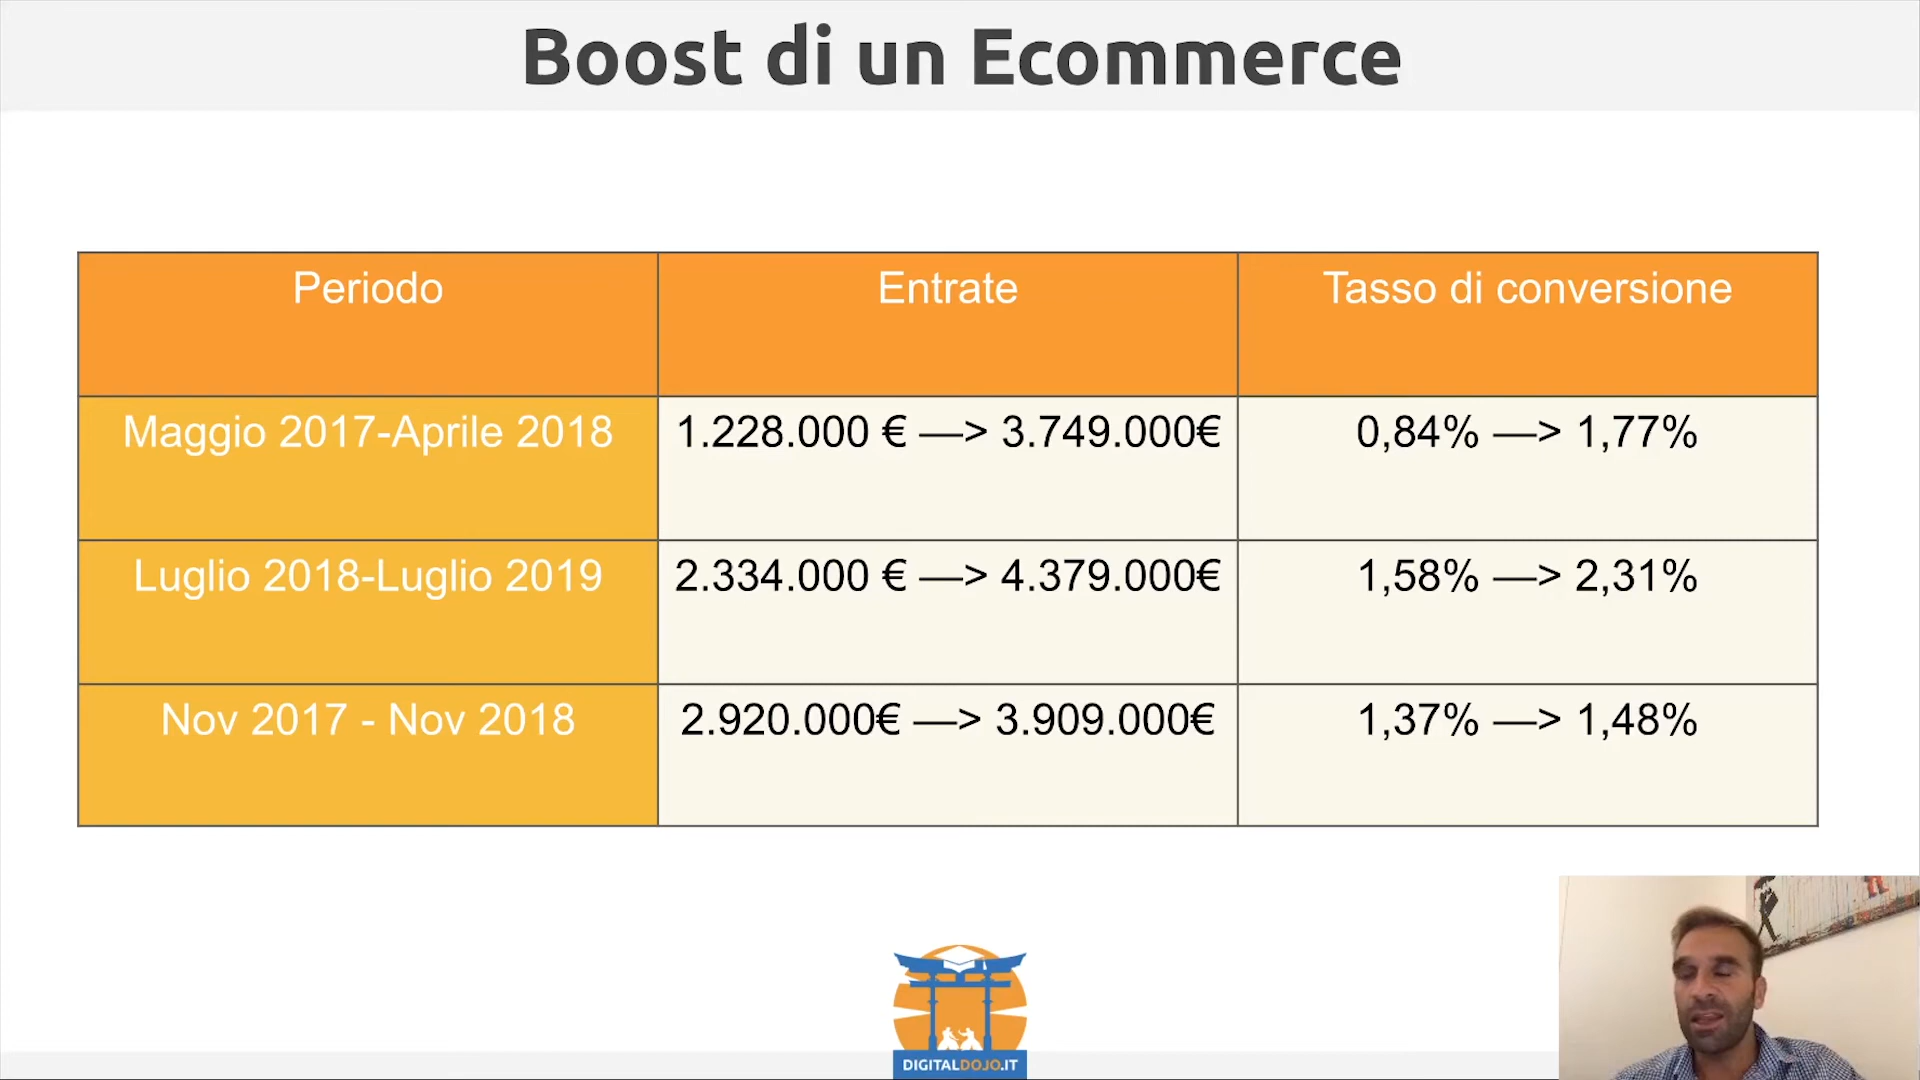 Boost di un Ecommerce
Periodo Entrate Tasso di conversione
Maggio 2017-Aprile 2018 1.228.000 € —> 3.749.000€ 0,84% —> 1,77%
Luglio 2018-Luglio 2019 2.334.000 € —> 4.379.000€ 1,58% —> 2,31%
Nov 2017 - Nov 2018 2.920.000€ —> 3.909.000€ 1,37% —> 1,48%
DIGITALDOJO.IT